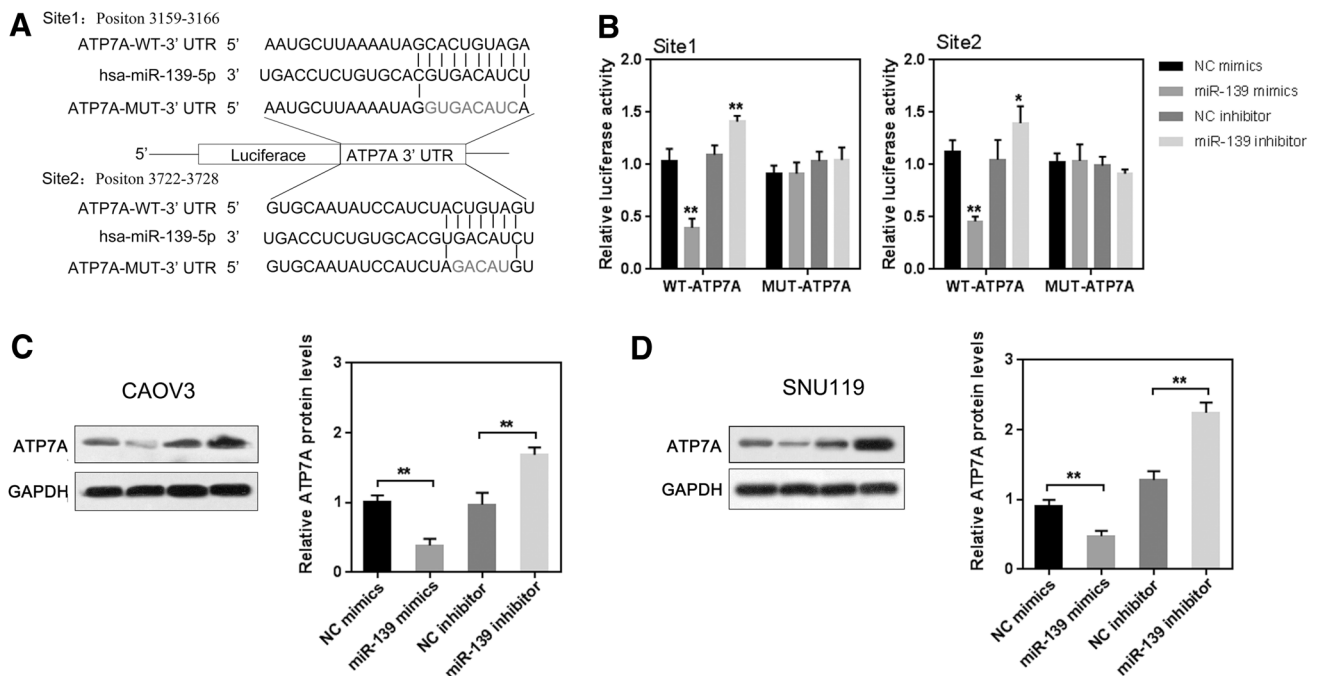 A
Site1: Positon 3159-3166
ATP7A-WT-3' UTR 5' AAUGCUUAAAAUAGCACUGUAGA
hsa-miR-139-5p 3' UGACCUCUGUGCACGUGACAUCU
ATP7A-MUT-3' UTR 5' AAUGCUUAAAAUAGGUGACAUCA
5' Luciferace ATP7A 3' UTR
Site2: Positon 3722-3728
ATP7A-WT-3' UTR 5' GUGCAAUAUCCAUCUACUGUAGU
hsa-miR-139-5p 3' UGACCUCUGUGCACGUGACAUCU
ATP7A-MUT-3' UTR 5' GUGCAAUAUCCAUCUAGACAUGU
B
Site1
Relative luciferase activity
2.0
1.5
1.0
0.5
0.0
**
**
WT-ATP7A MUT-ATP7A
Site2
Relative luciferase activity
2.0
1.5
1.0
0.5
0.0
**
*
WT-ATP7A MUT-ATP7A
NC mimics
miR-139 mimics
NC inhibitor
miR-139 inhibitor
C
CAOV3
ATP7A
GAPDH
Relative ATP7A protein levels
3
2
1
0
**
**
NC mimics
miR-139 mimics
NC inhibitor
miR-139 inhibitor
D
SNU119
ATP7A
GAPDH
Relative ATP7A protein levels
3
2
1
0
**
**
NC mimics
miR-139 mimics
NC inhibitor
miR-139 inhibitor